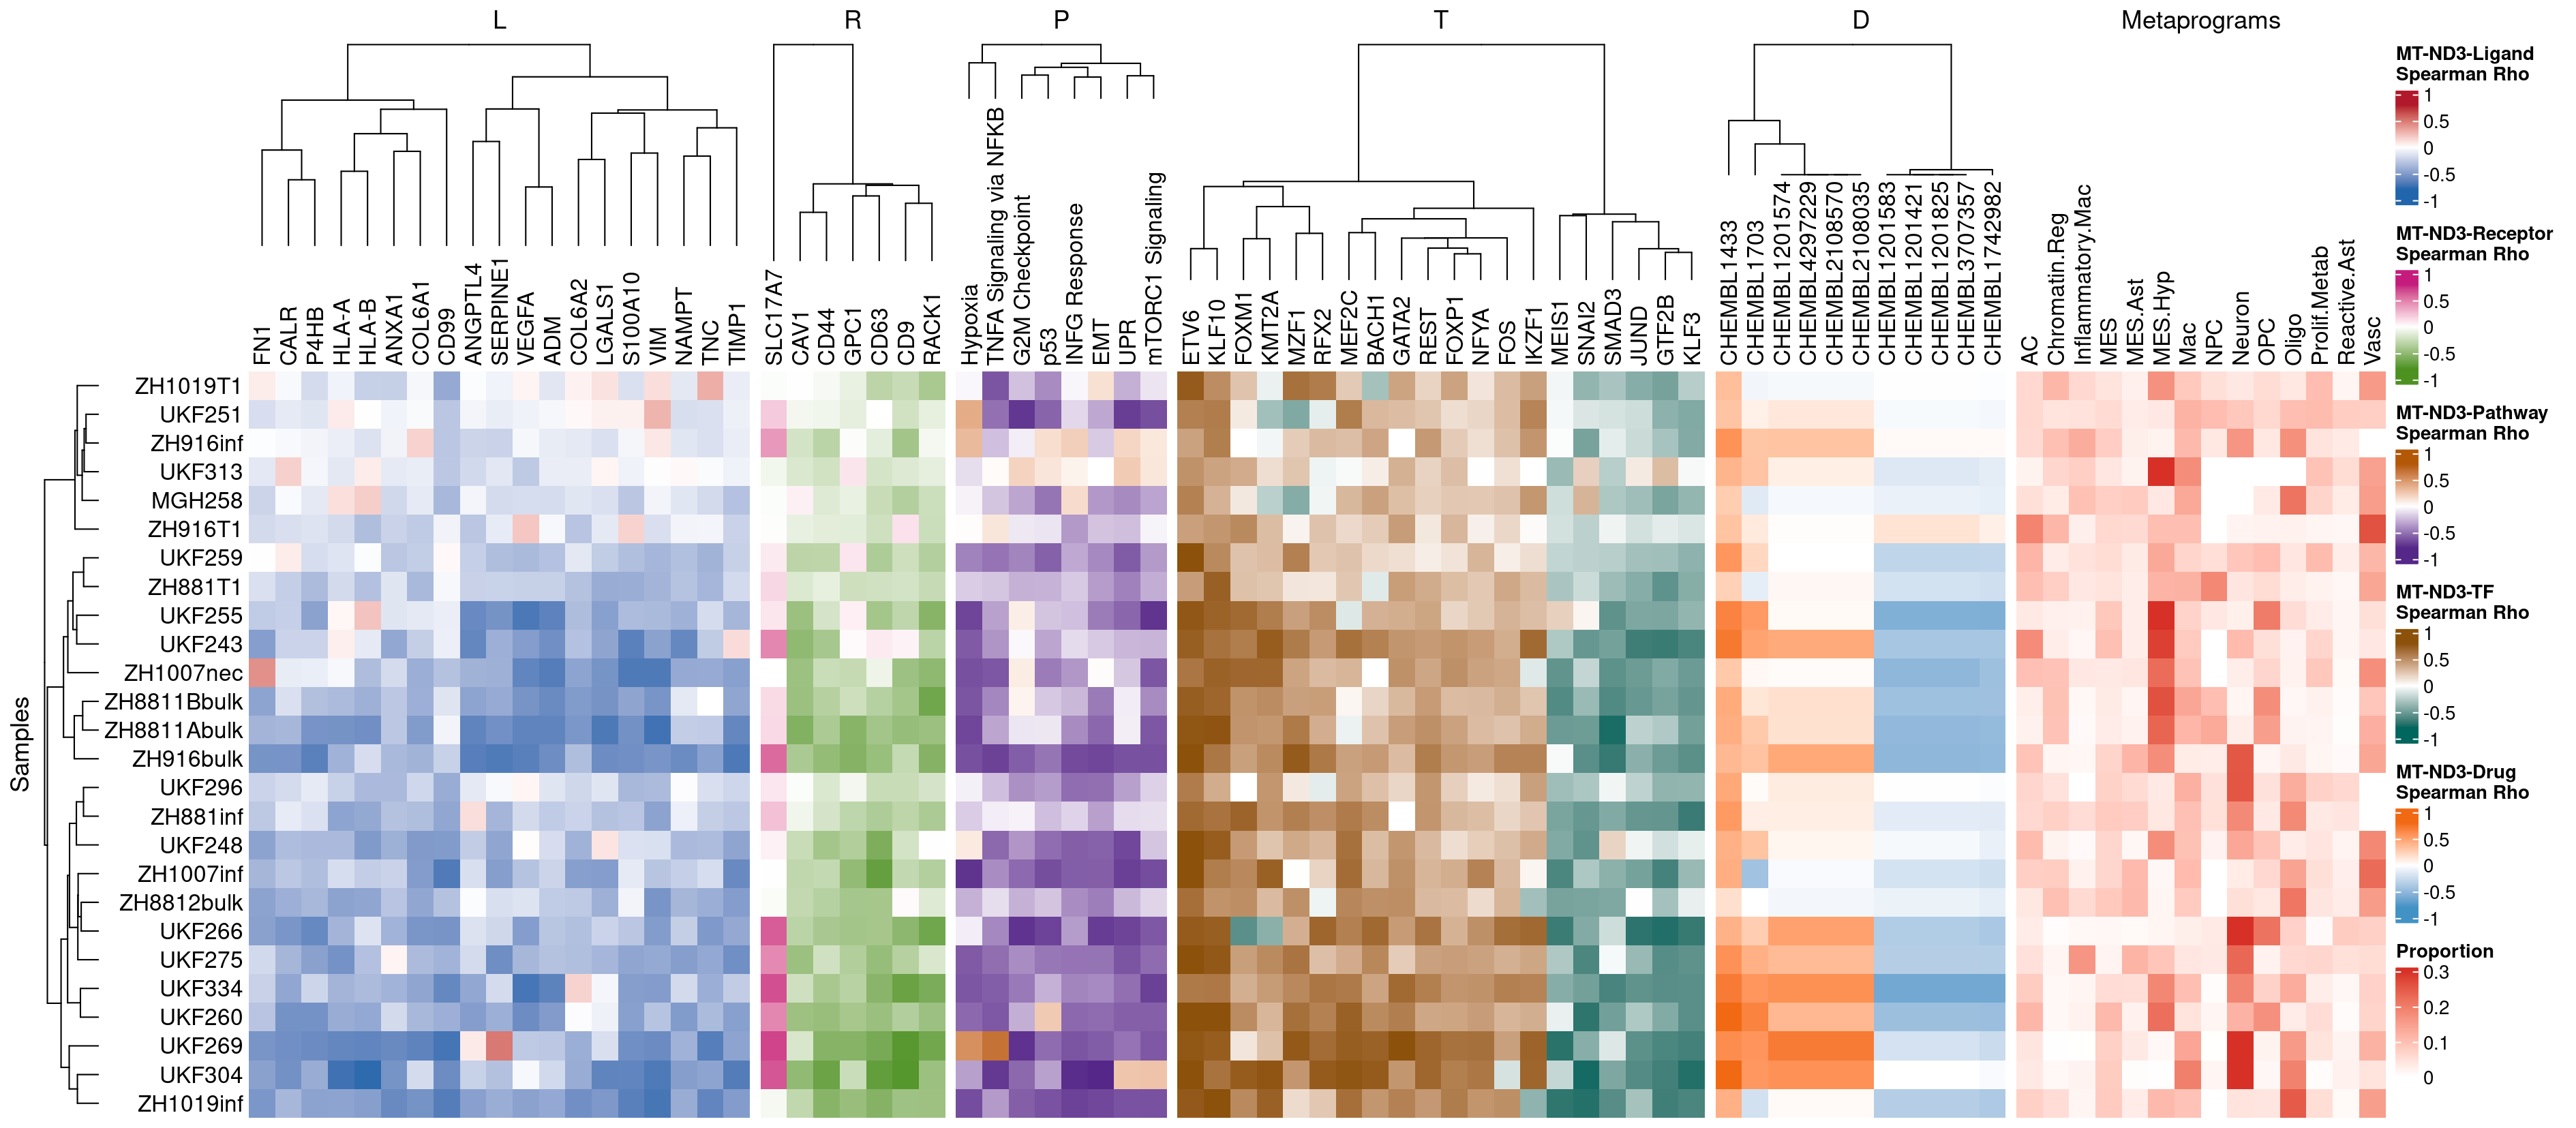 L R P T D Metaprograms
FN1
CALR
P4HB
HLA-A
HLA-B
ANXA1
COL6A1
CD99
ANGPTL4
SERPINE1
VEGFA
ADM
COL6A2
LGALS1
S100A10
VIM
NAMPT
TNC
TIMP1
SLC17A7
CAV1
CD44
GPC1
CD63
CD9
RACK1
Hypoxia
TNFA Signaling via NFKB
G2M Checkpoint
p53
INFG Response
EMT
UPR
mTORC1 Signaling
ETV6
KLF10
FOXM1
KMT2A
MZF1
RFX2
MEF2C
BACH1
GATA2
REST
FOXP1
NFYA
FOS
IKZF1
MEIS1
SNAI2
SMAD3
JUND
GTF2B
KLF3
CHEMBL1433
CHEMBL1703
CHEMBL1201574
CHEMBL4297229
CHEMBL2108570
CHEMBL2108035
CHEMBL1201583
CHEMBL1201421
CHEMBL1201825
CHEMBL3707357
CHEMBL1742982
AC
Chromatin.Reg
Inflammatory.Mac
MES
MES.Ast
MES.Hyp
Mac
NPC
Neuron
OPC
Oligo
Prolif.Metab
Reactive.Ast
Vasc
Samples
ZH1019T1
UKF251
ZH916inf
UKF313
MGH258
ZH916T1
UKF259
ZH881T1
UKF255
UKF243
ZH1007nec
ZH8811Bbulk
ZH8811Abulk
ZH916bulk
UKF296
ZH881inf
UKF248
ZH1007inf
ZH8812bulk
UKF266
UKF275
UKF334
UKF260
UKF269
UKF304
ZH1019inf
MT-ND3-Ligand
Spearman Rho
1
0.5
0
-0.5
-1
MT-ND3-Receptor
Spearman Rho
1
0.5
0
-0.5
-1
MT-ND3-Pathway
Spearman Rho
1
0.5
0
-0.5
-1
MT-ND3-TF
Spearman Rho
1
0.5
0
-0.5
-1
MT-ND3-Drug
Spearman Rho
1
0.5
0
-0.5
-1
Proportion
0.3
0.2
0.1
0